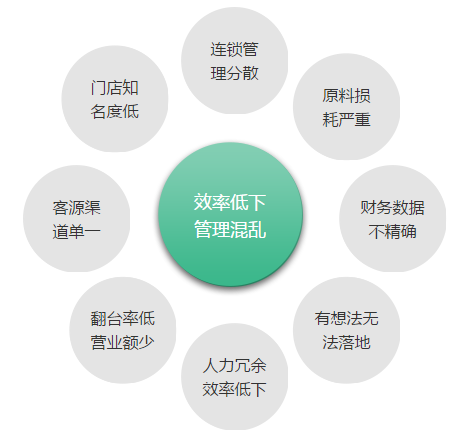 连锁管
理分散
门店知
名度低
原料损
耗严重
客源渠
道单一
效率低下
管理混乱
财务数据
不精确
翻台率低
营业额少
有想法无
法落地
人力冗余
效率低下